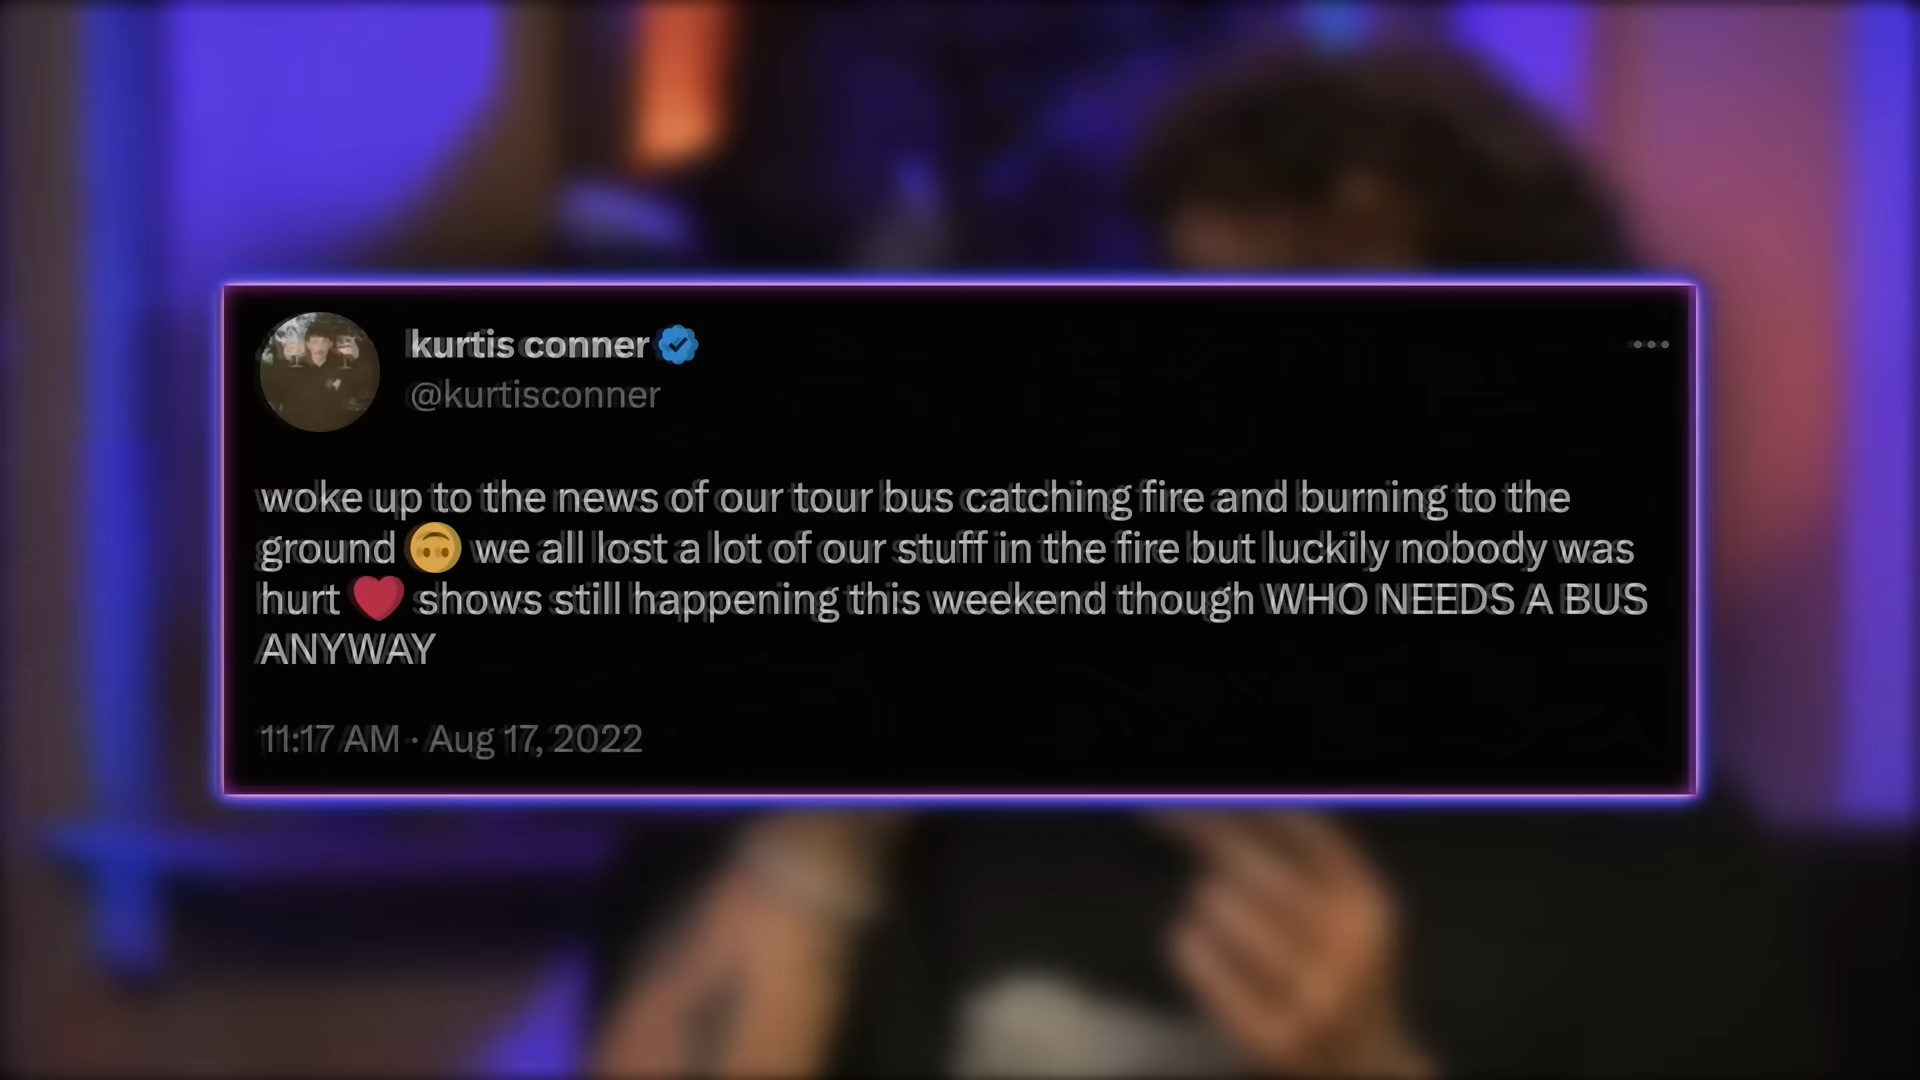 kurtis conner
@kurtisconner
woke up to the news of our tour bus catching fire and burning to the
ground 🙃 we all lost a lot of our stuff in the fire but luckily nobody was
hurt ❤️ shows still happening this weekend though WHO NEEDS A BUS
ANYWAY
11:17 AM · Aug 17, 2022